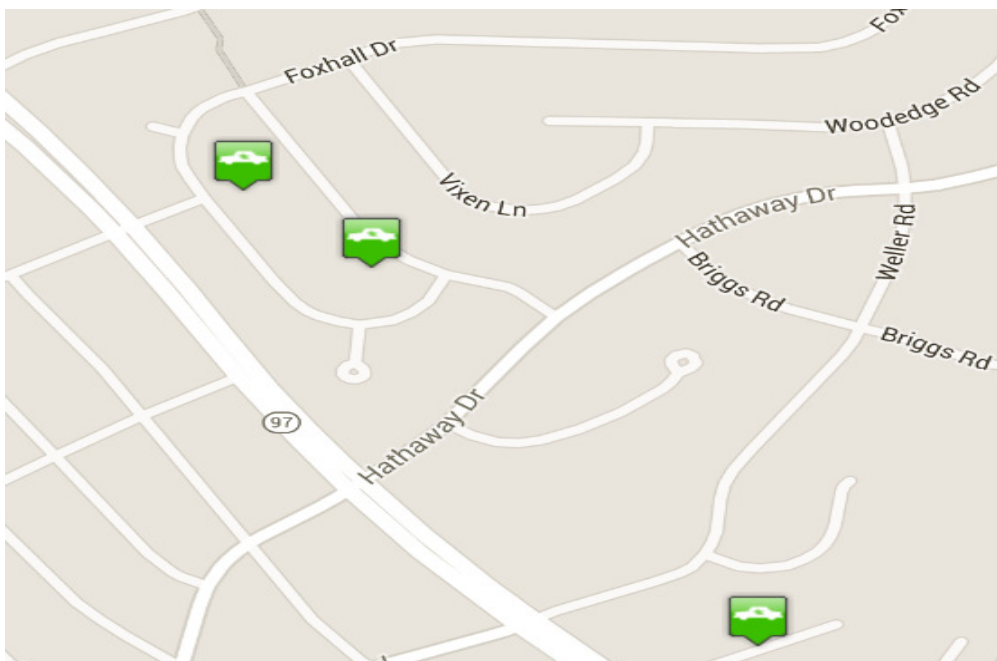 Fox
Foxhall Dr
Woodedge Rd
Vixen Ln
Hathaway Dr
Weller Rd
Briggs Rd
Briggs Rd
Hathaway Dr
97